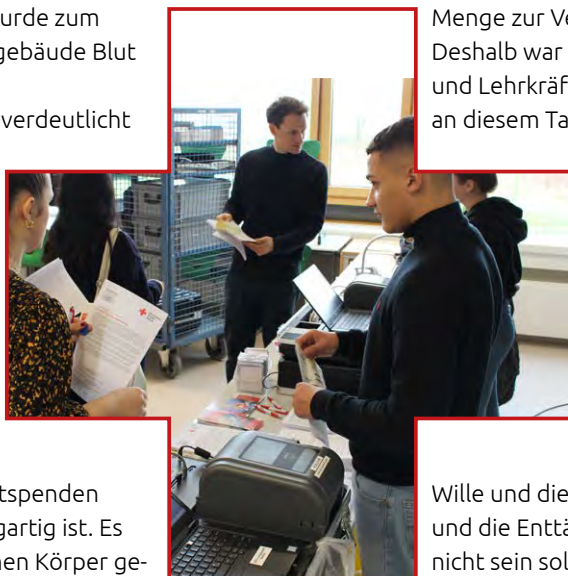 urde zum
gebäude Blut
verdeutlicht
tspenden
gartig ist. Es
nen Körper ge-
Menge zur Ve
Deshalb war
und Lehrkräf
an diesem Ta
Wille und die
und die Enttä
nicht sein sol